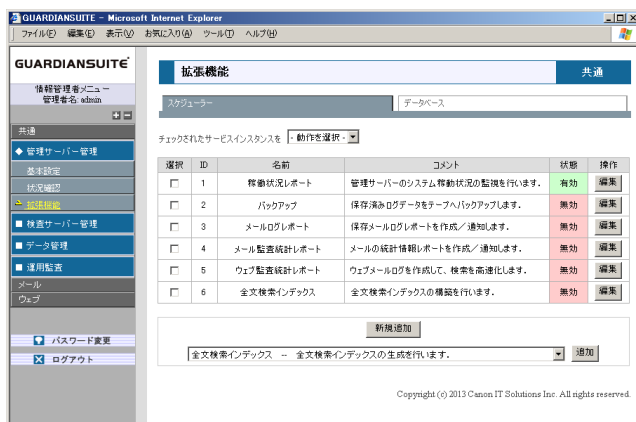 GUARDIANSUITE - Microsoft Internet Explorer
ファイル(F) 編集(E) 表示(V) お気に入り(A) ツール(T) ヘルプ(H)
GUARDIANSUITE
情報管理者メニュー
管理者名: admin
共通
管理サーバー管理
基本設定
状況確認
拡張機能
検査サーバー管理
データ管理
運用監査
メール
ウェブ
パスワード変更
ログアウト
拡張機能 共通
スケジューラー データベース
チェックされたサービスインスタンスを - 動作を選択 -
選択 ID 名前 コメント 状態 操作
1 稼働状況レポート 管理サーバーのシステム稼動状況の監視を行います。 有効 編集
2 バックアップ 保存済みログデータをテープへバックアップします。 無効 編集
3 メールログレポート 保存メールログレポートを作成/通知します。 無効 編集
4 メール監査統計レポート メールの統計情報レポートを作成/通知します。 無効 編集
5 ウェブ監査統計レポート ウェブメールログを作成して、検索を高速化します。 無効 編集
6 全文検索インデックス 全文検索インデックスの構築を行います。 無効 編集
新規追加
全文検索インデックス -- 全文検索インデックスの生成を行います。 追加
Copyright (c) 2013 Canon IT Solutions Inc. All rights reserved.